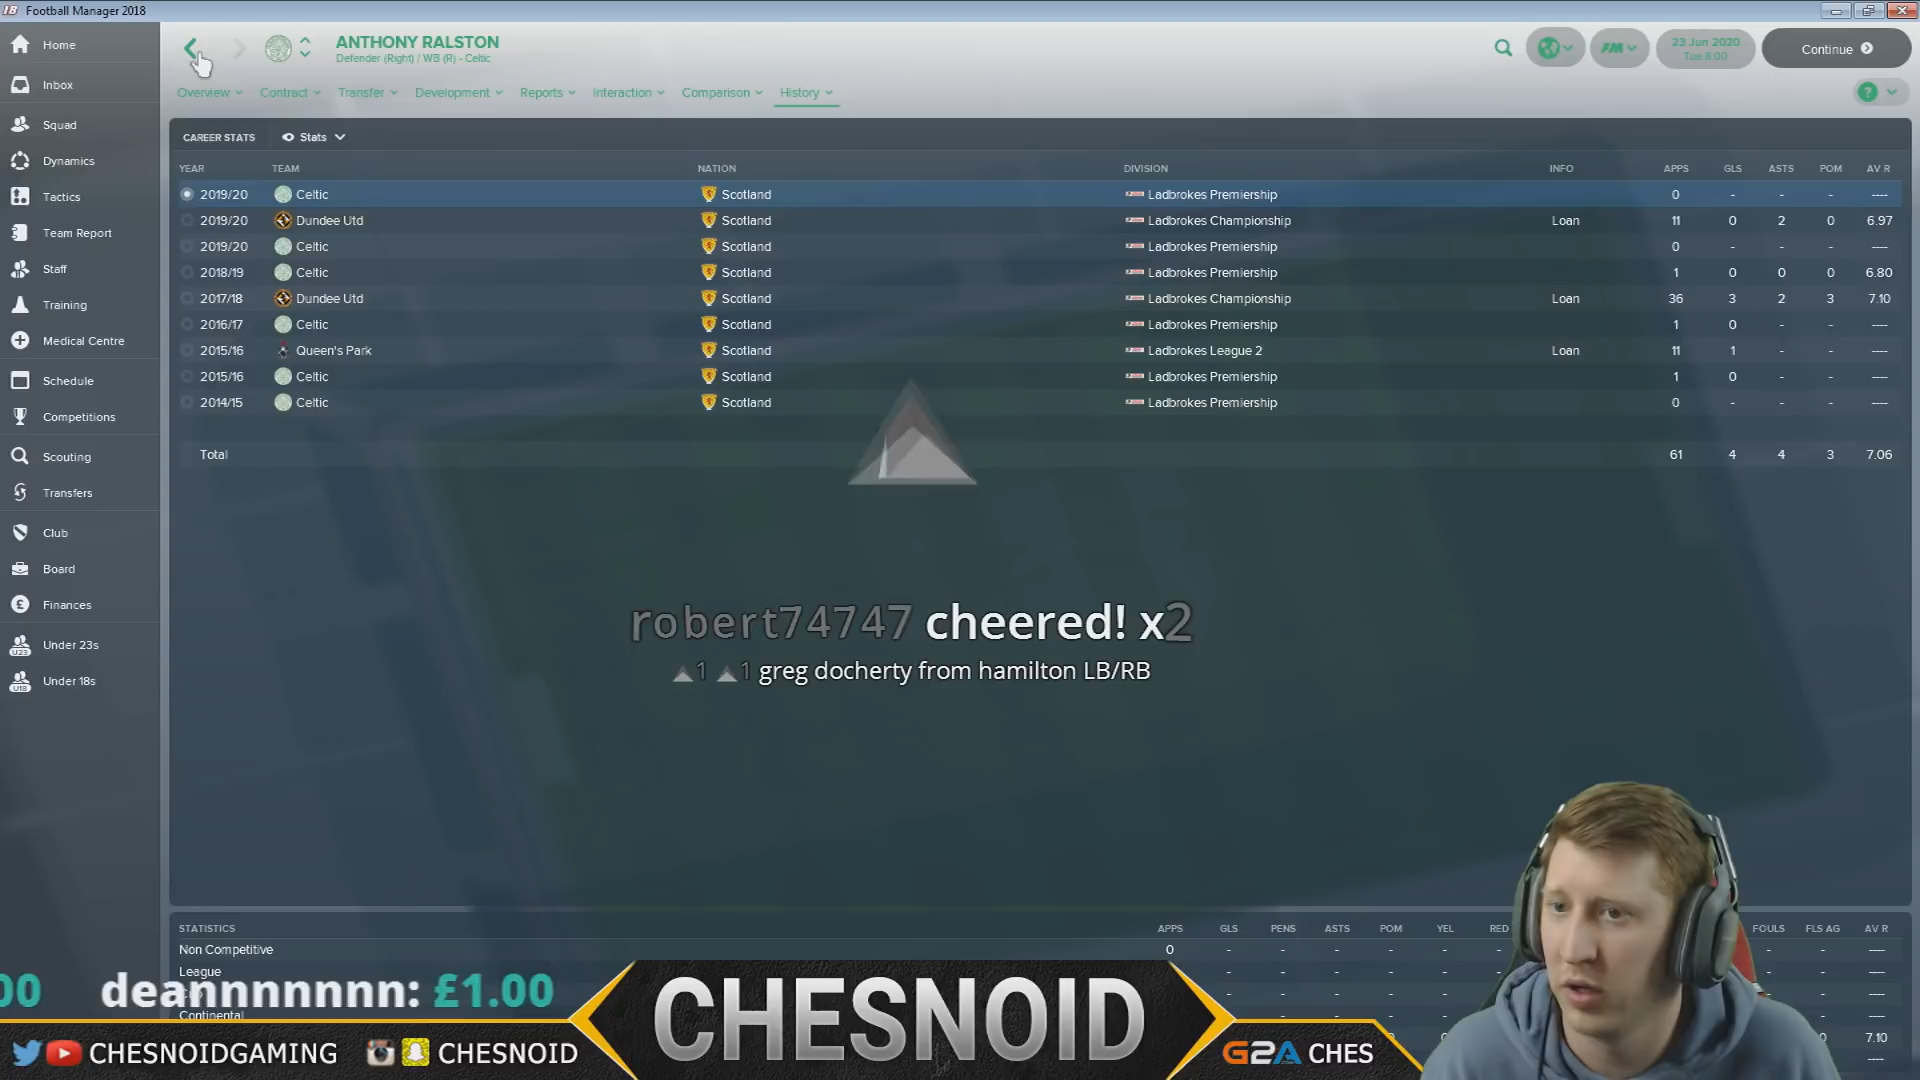 Football Manager 2018
Home
Inbox
Squad
Dynamics
Tactics
Team Report
Staff
Training
Medical Centre
Schedule
Competitions
Scouting
Transfers
Club
Board
Finances
Under 23s
Under 18s
ANTHONY RALSTON
Defender (Right) / WB (R) - Celtic
FM
23 Jun 2020
Tue 8:00
Continue
Overview Contract Transfer Development Reports Interaction Comparison History
?
CAREER STATS Stats
YEAR TEAM NATION DIVISION INFO APPS GLS ASTS POM AV R
2019/20 Celtic Scotland Ladbrokes Premiership 0 - - - ----
2019/20 Dundee Utd Scotland Ladbrokes Championship Loan 11 0 2 0 6.97
2019/20 Celtic Scotland Ladbrokes Premiership 0 - - - ----
2018/19 Celtic Scotland Ladbrokes Premiership 1 0 0 0 6.80
2017/18 Dundee Utd Scotland Ladbrokes Championship Loan 36 3 2 3 7.10
2016/17 Celtic Scotland Ladbrokes Premiership 1 0 - - ----
2015/16 Queen's Park Scotland Ladbrokes League 2 Loan 11 1 - - ----
2015/16 Celtic Scotland Ladbrokes Premiership 1 0 - - ----
2014/15 Celtic Scotland Ladbrokes Premiership 0 - - - ----
Total 61 4 4 3 7.06
robert74747 cheered! x2
1 1 greg docherty from hamilton LB/RB
STATISTICS APPS GLS PENS ASTS POM YEL RED FOULS FLS AG AV R
Non Competitive 0 - - - - - - - - ----
League - - - - - - - ----
Continental
7.10
00 deannnnnnn: £1.00
CHESNOIDGAMING CHESNOID
CHESNOID
G2A CHES